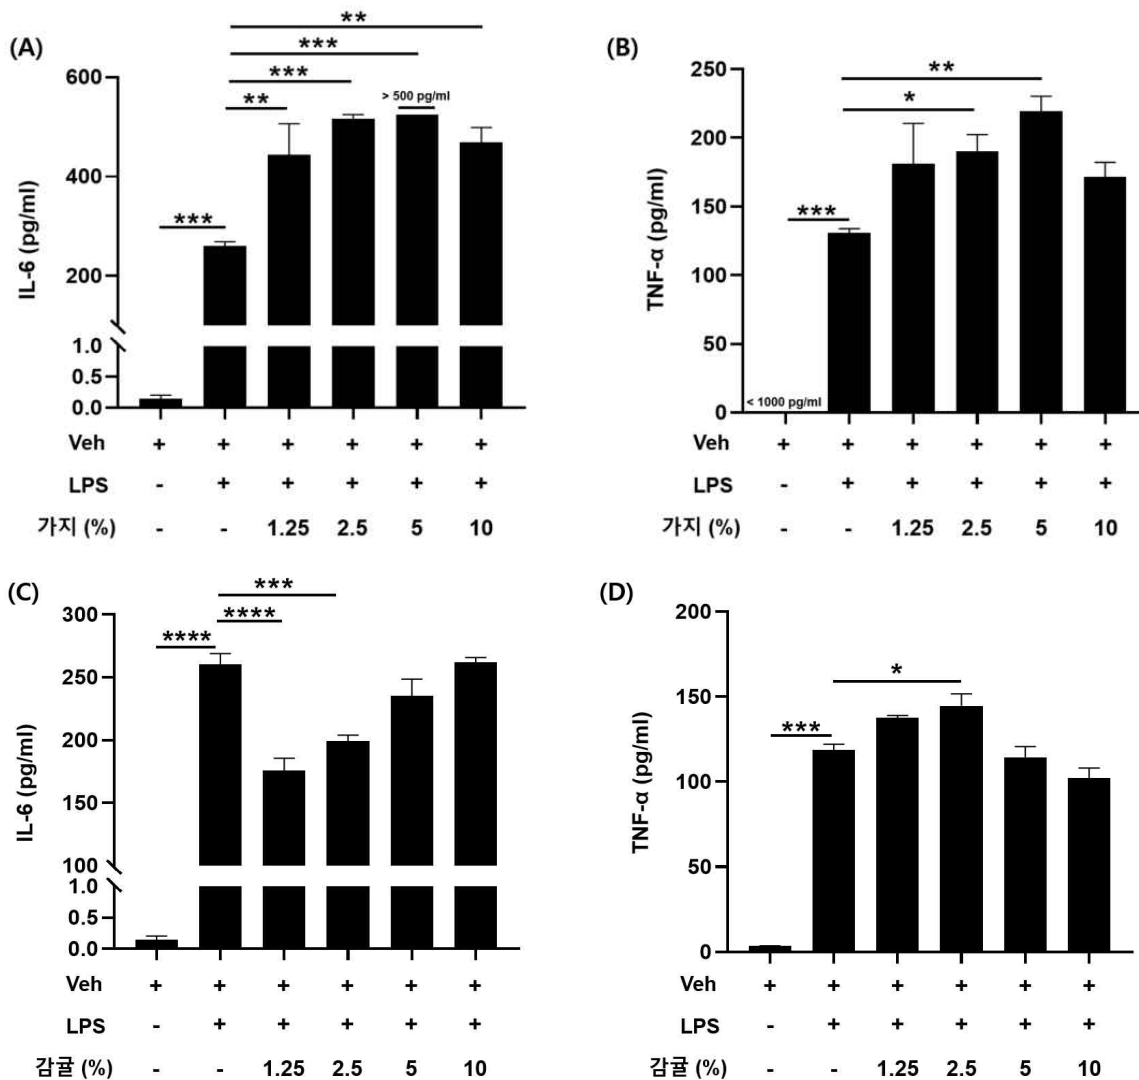 (A)
**
***
***
**
> 500 pg/ml
***
600
400
200
1.0
0.5
0.0
IL-6 (pg/ml)
Veh + + + + + +
LPS - + + + + +
가지 (%) - - 1.25 2.5 5 10
(B)
**
*
***
250
200
150
100
50
0
< 1000 pg/ml
TNF-α (pg/ml)
Veh + + + + + +
LPS - + + + + +
가지 (%) - - 1.25 2.5 5 10
(C)
***
****
****
300
250
200
150
100
1.0
0.5
0.0
IL-6 (pg/ml)
Veh + + + + + +
LPS - + + + + +
감귤 (%) - - 1.25 2.5 5 10
(D)
*
***
200
150
100
50
0
TNF-α (pg/ml)
Veh + + + + + +
LPS - + + + + +
감귤 (%) - - 1.25 2.5 5 10